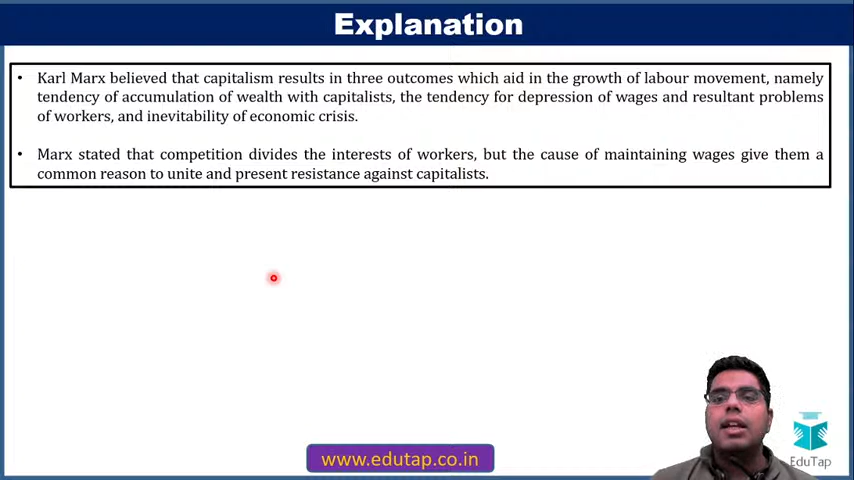 Explanation
• Karl Marx believed that capitalism results in three outcomes which aid in the growth of labour movement, namely
tendency of accumulation of wealth with capitalists, the tendency for depression of wages and resultant problems
of workers, and inevitability of economic crisis.
• Marx stated that competition divides the interests of workers, but the cause of maintaining wages give them a
common reason to unite and present resistance against capitalists.
www.edutap.co.in
EduTap